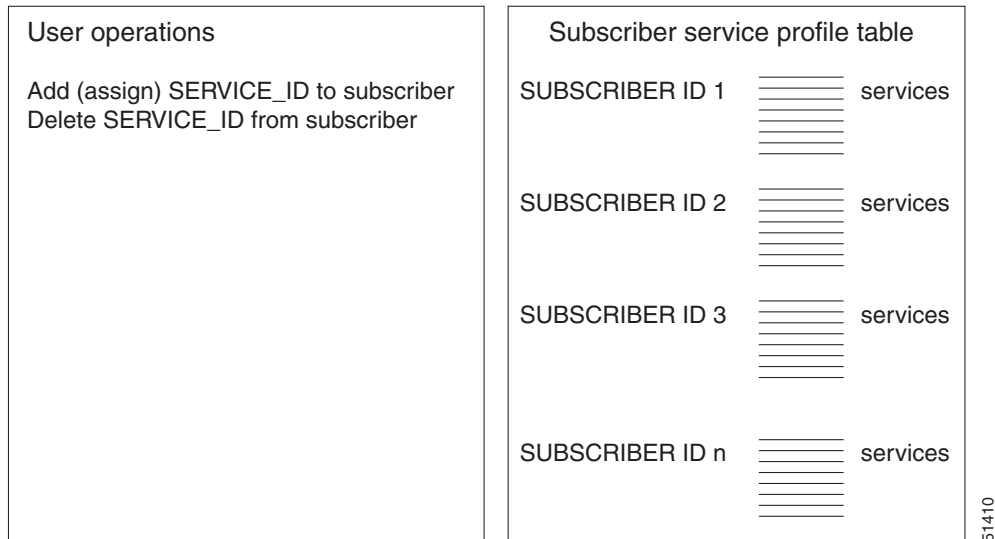 User operations
Add (assign) SERVICE_ID to subscriber
Delete SERVICE_ID from subscriber
Subscriber service profile table
SUBSCRIBER ID 1 services
SUBSCRIBER ID 2 services
SUBSCRIBER ID 3 services
SUBSCRIBER ID n services
51410